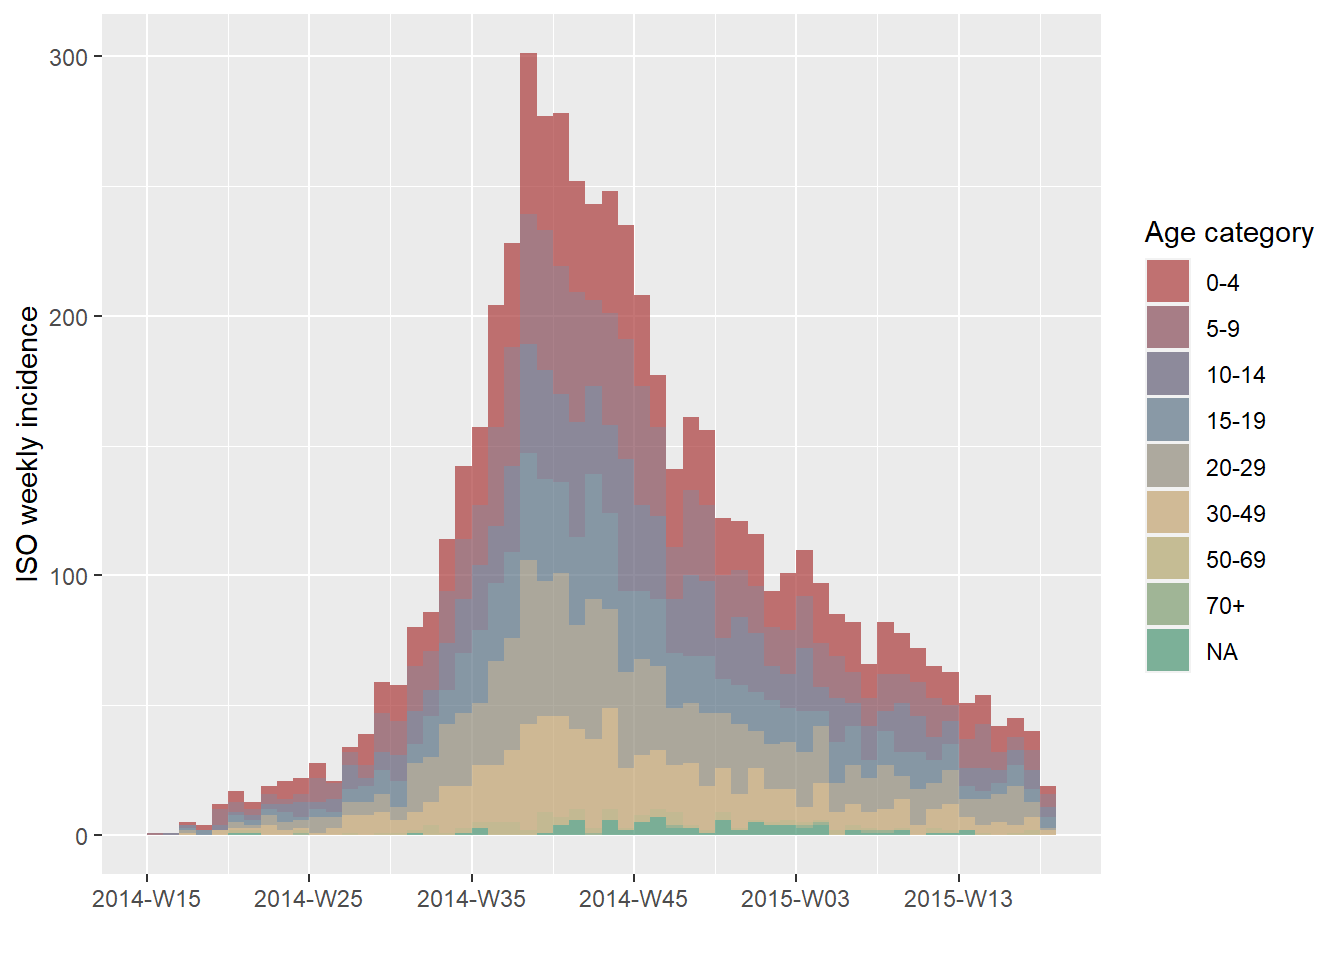 ISO weekly incidence
300
200
100
0
2014-W15
2014-W25
2014-W35
2014-W45
2015-W03
2015-W13
Age category
0-4
5-9
10-14
15-19
20-29
30-49
50-69
70+
NA